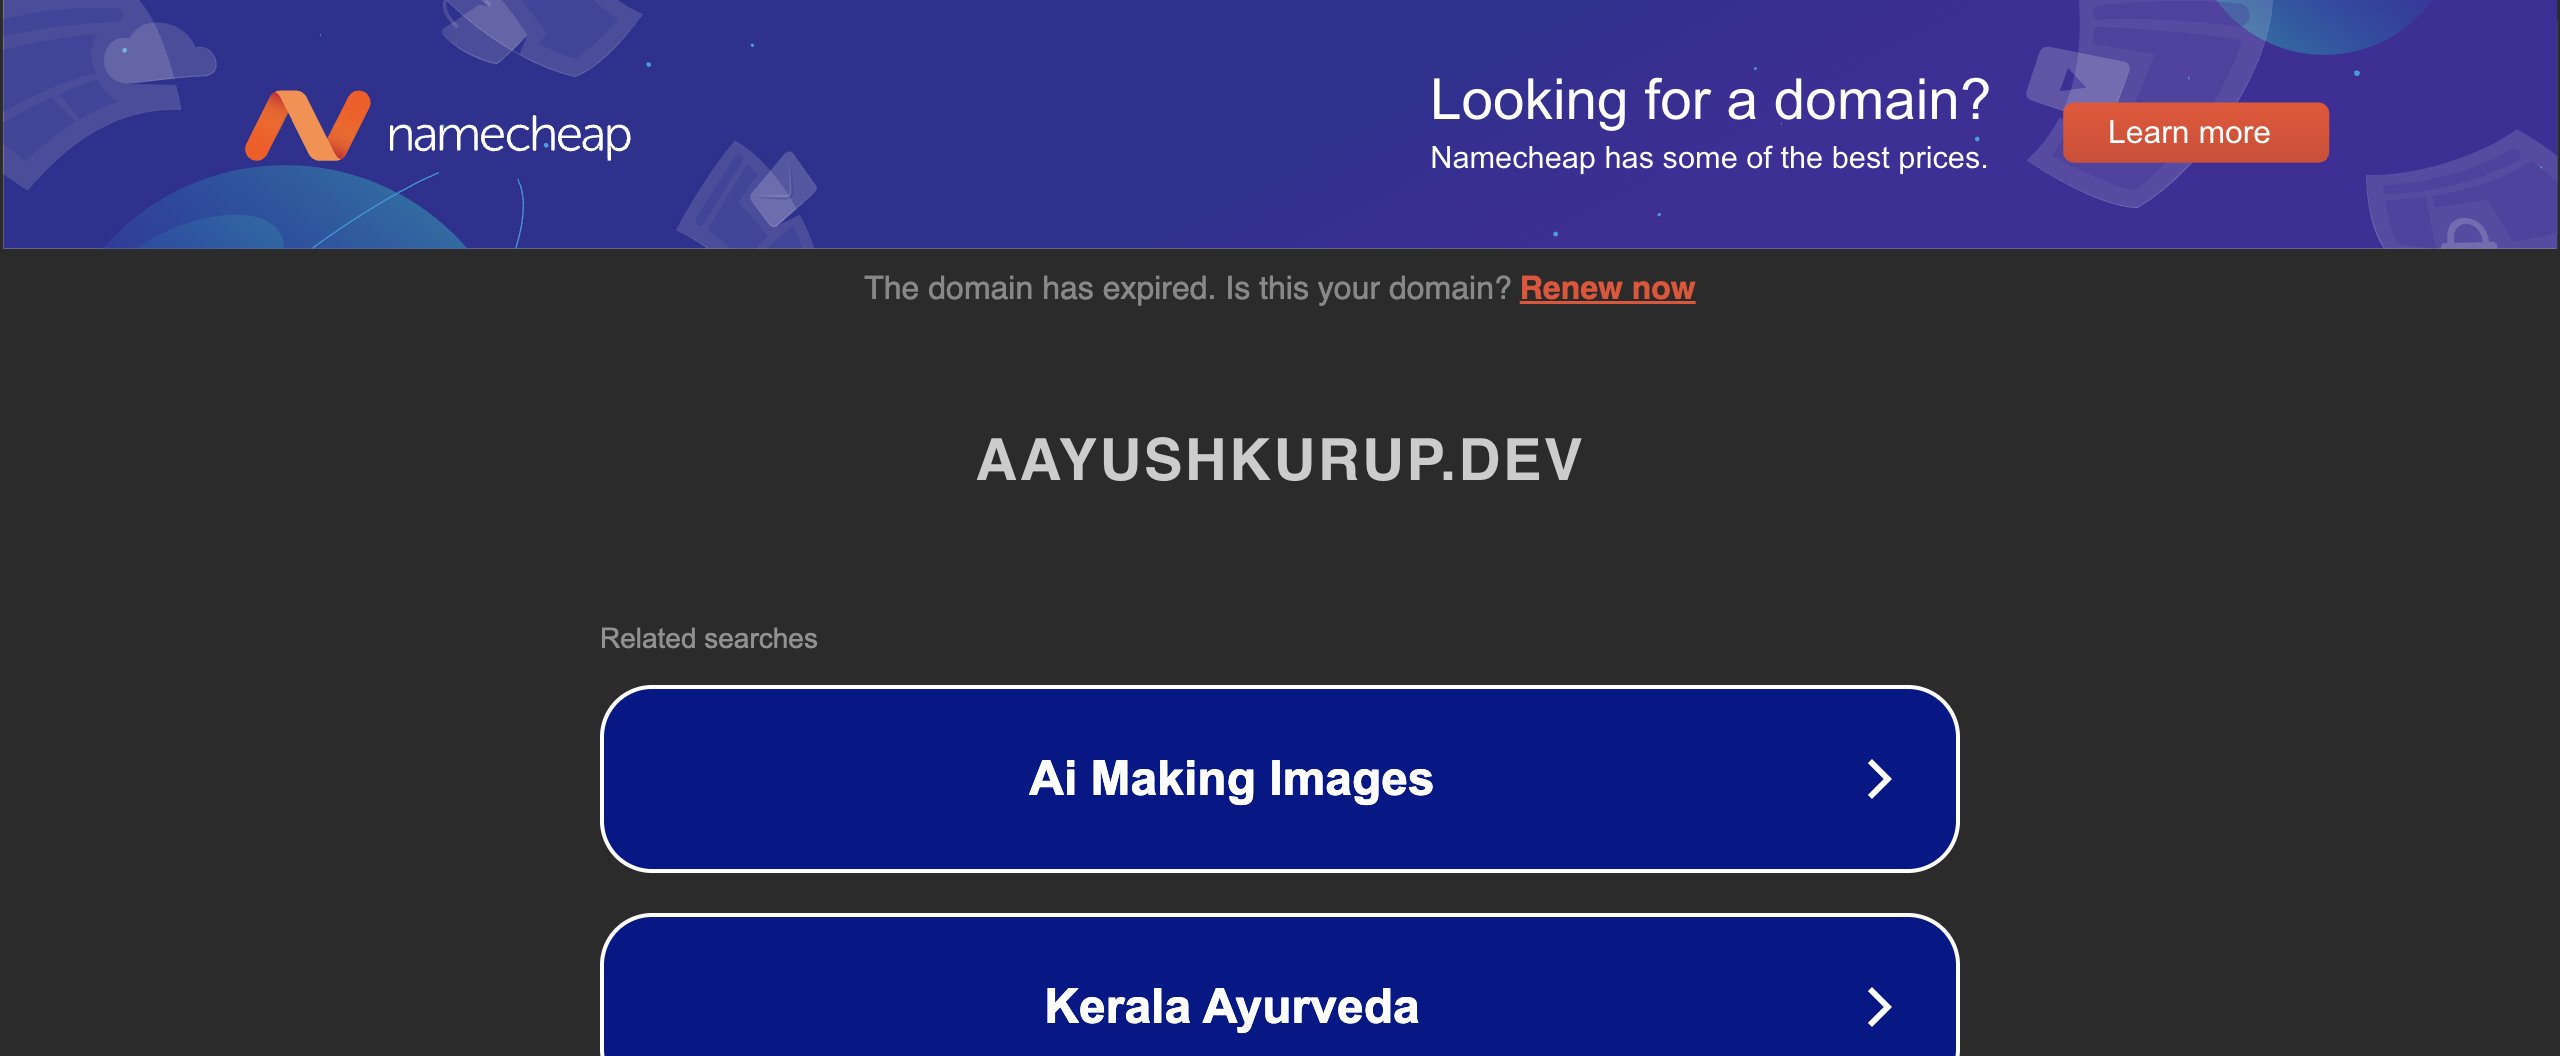 namecheap
Looking for a domain?
Namecheap has some of the best prices.
Learn more
The domain has expired. Is this your domain? Renew now
AAYUSHKURUP.DEV
Related searches
Ai Making Images
Kerala Ayurveda